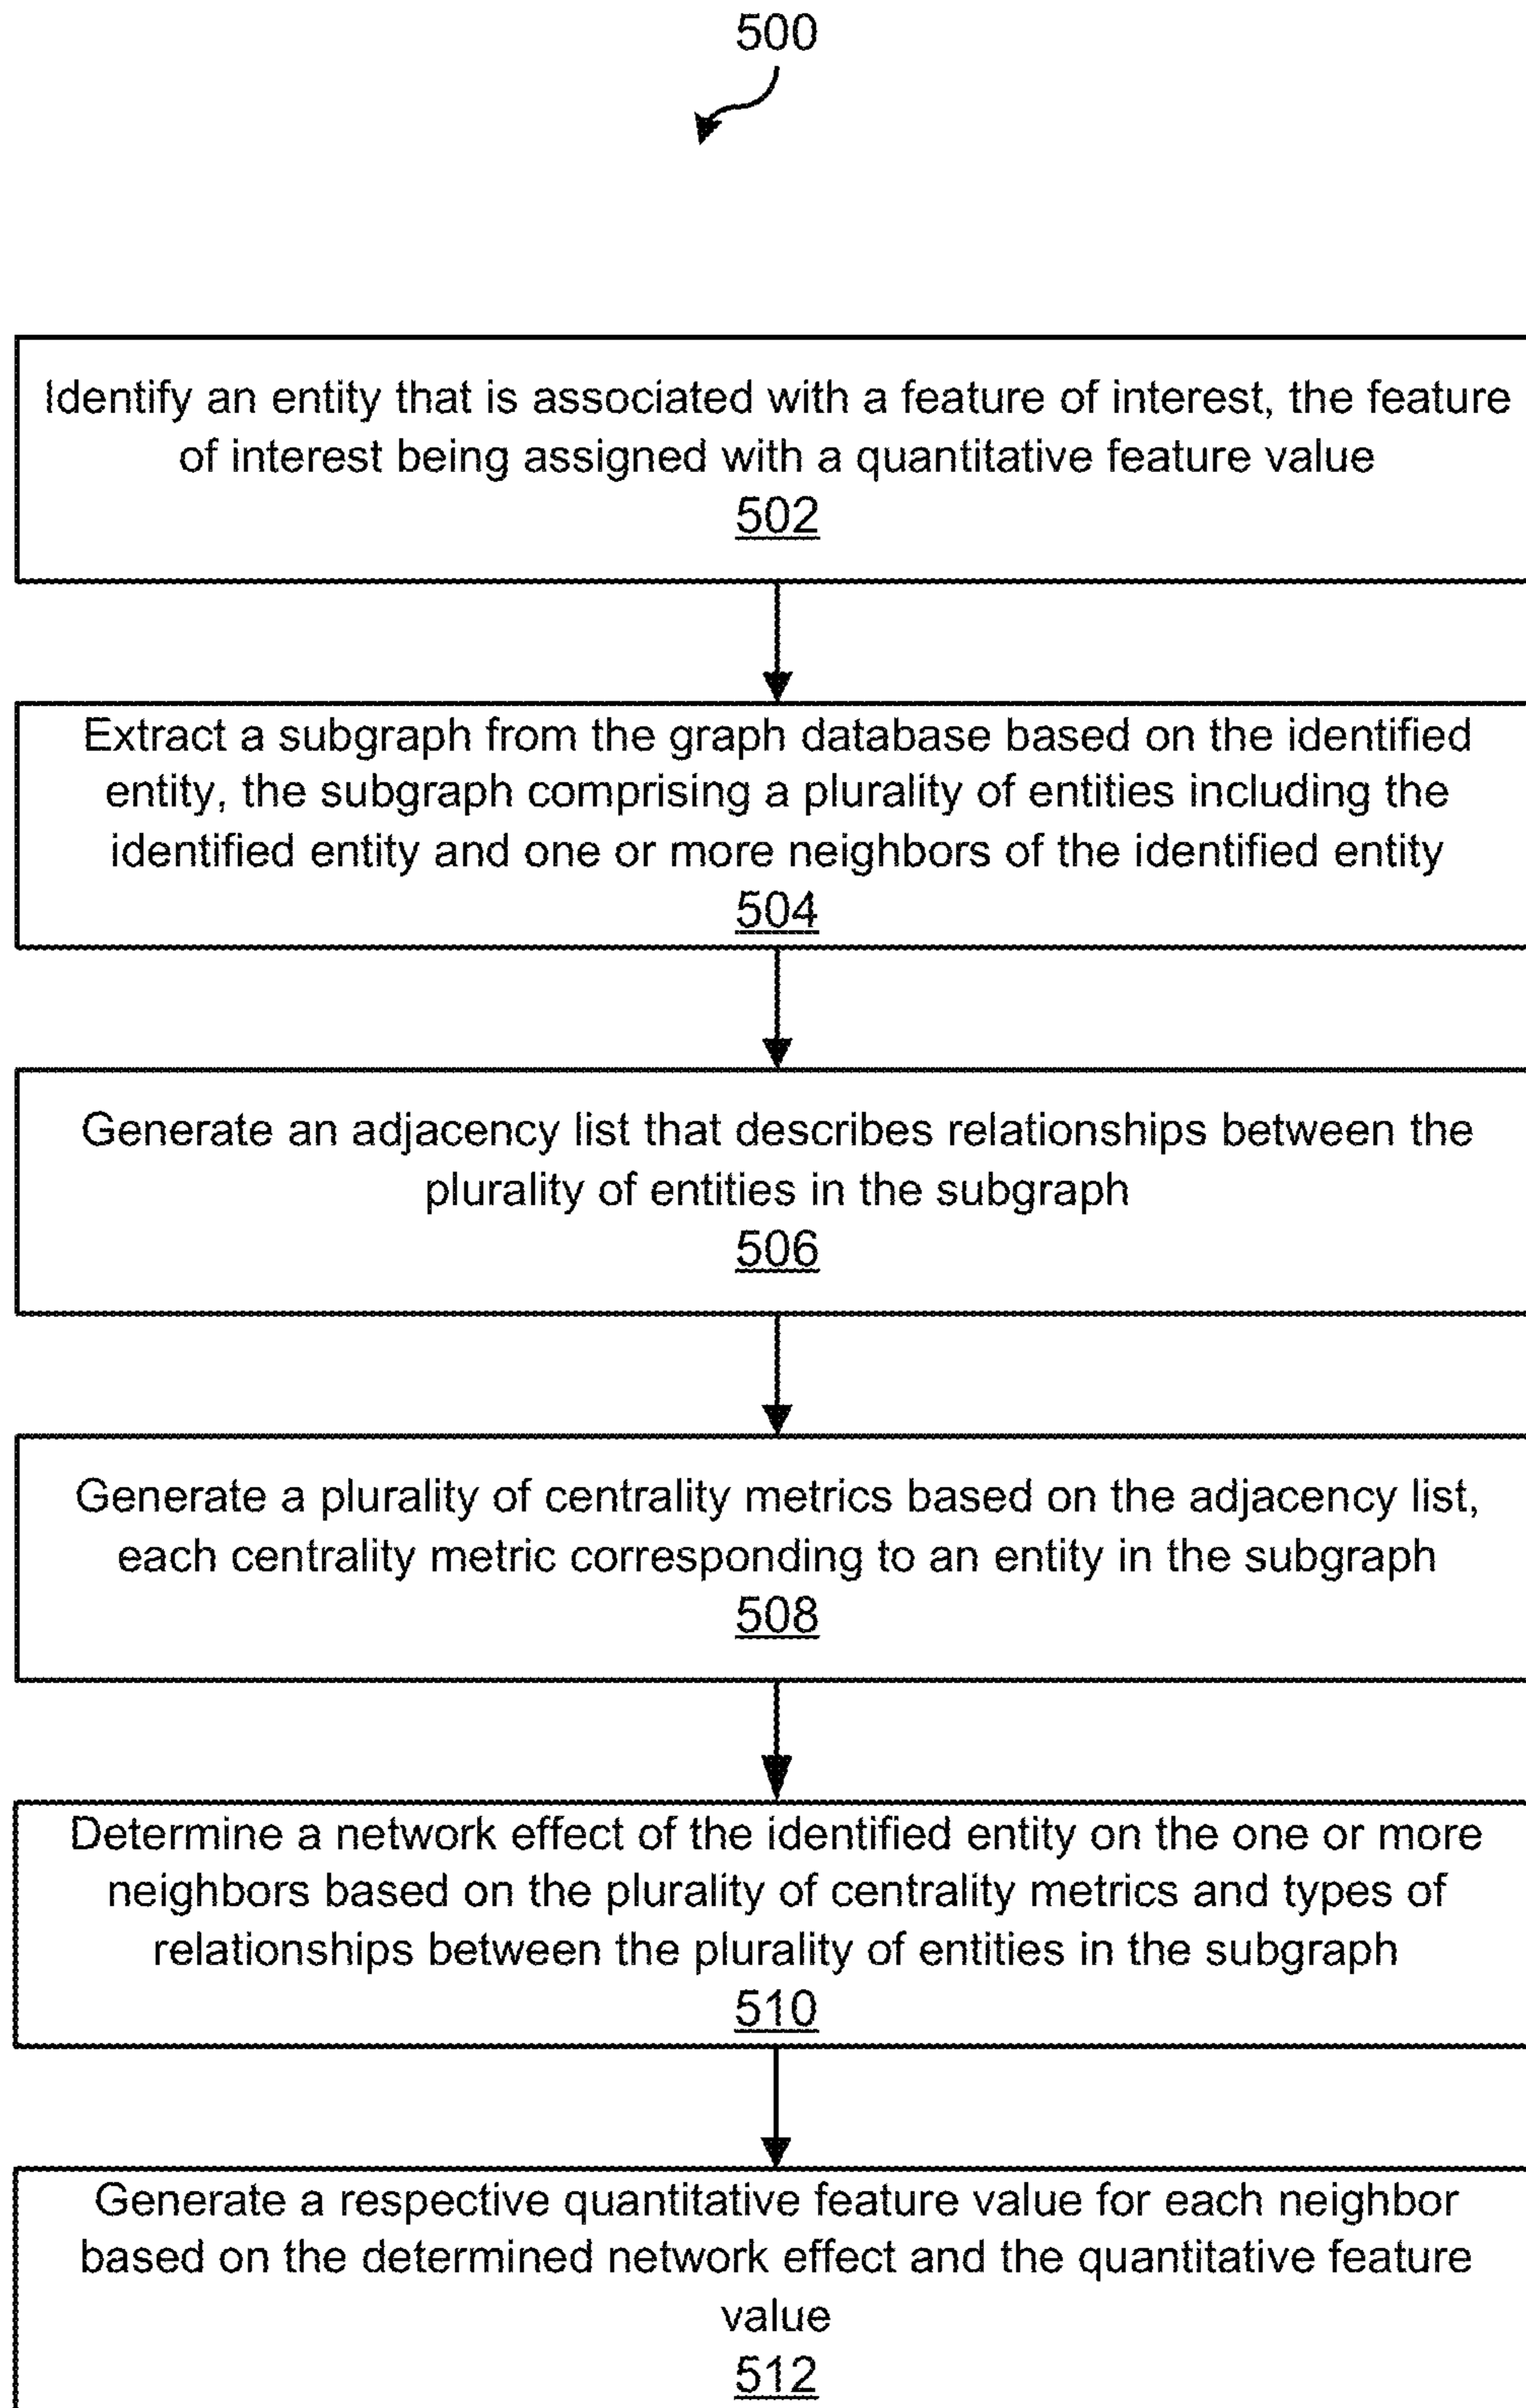 500
Identify an entity that is associated with a feature of interest, the feature
of interest being assigned with a quantitative feature value
502
Extract a subgraph from the graph database based on the identified
entity, the subgraph comprising a plurality of entities including the
identified entity and one or more neighbors of the identified entity
504
Generate an adjacency list that describes relationships between the
plurality of entities in the subgraph
506
Generate a plurality of centrality metrics based on the adjacency list,
each centrality metric corresponding to an entity in the subgraph
508
Determine a network effect of the identified entity on the one or more
neighbors based on the plurality of centrality metrics and types of
relationships between the plurality of entities in the subgraph
510
Generate a respective quantitative feature value for each neighbor
based on the determined network effect and the quantitative feature
value
512